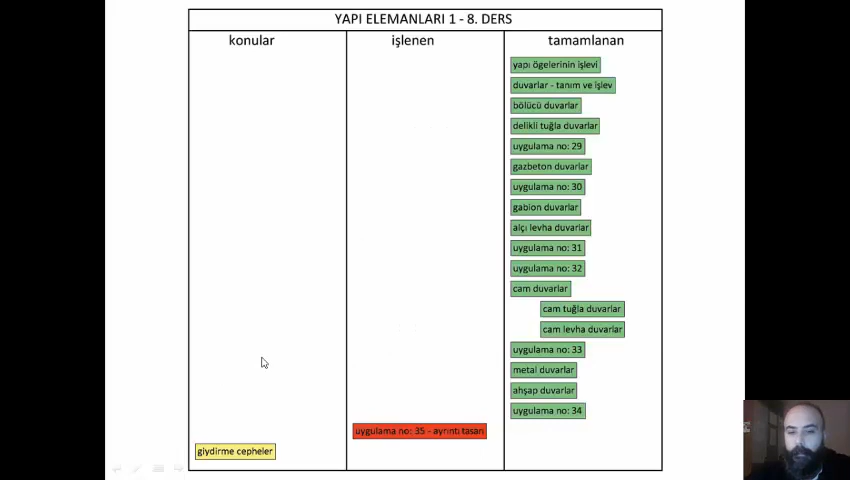 YAPI ELEMANLARI 1 - 8. DERS
konular
işlenen
tamamlanan
yapı ögelerinin işlevi
duvarlar - tanım ve işlev
bölücü duvarlar
delikli tuğla duvarlar
uygulama no: 29
gazbeton duvarlar
uygulama no: 30
gabion duvarlar
alçı levha duvarlar
uygulama no: 31
uygulama no: 32
cam duvarlar
cam tuğla duvarlar
cam levha duvarlar
uygulama no: 33
metal duvarlar
ahşap duvarlar
uygulama no: 34
uygulama no: 35 - ayrıntı tasarı
giydirme cepheler